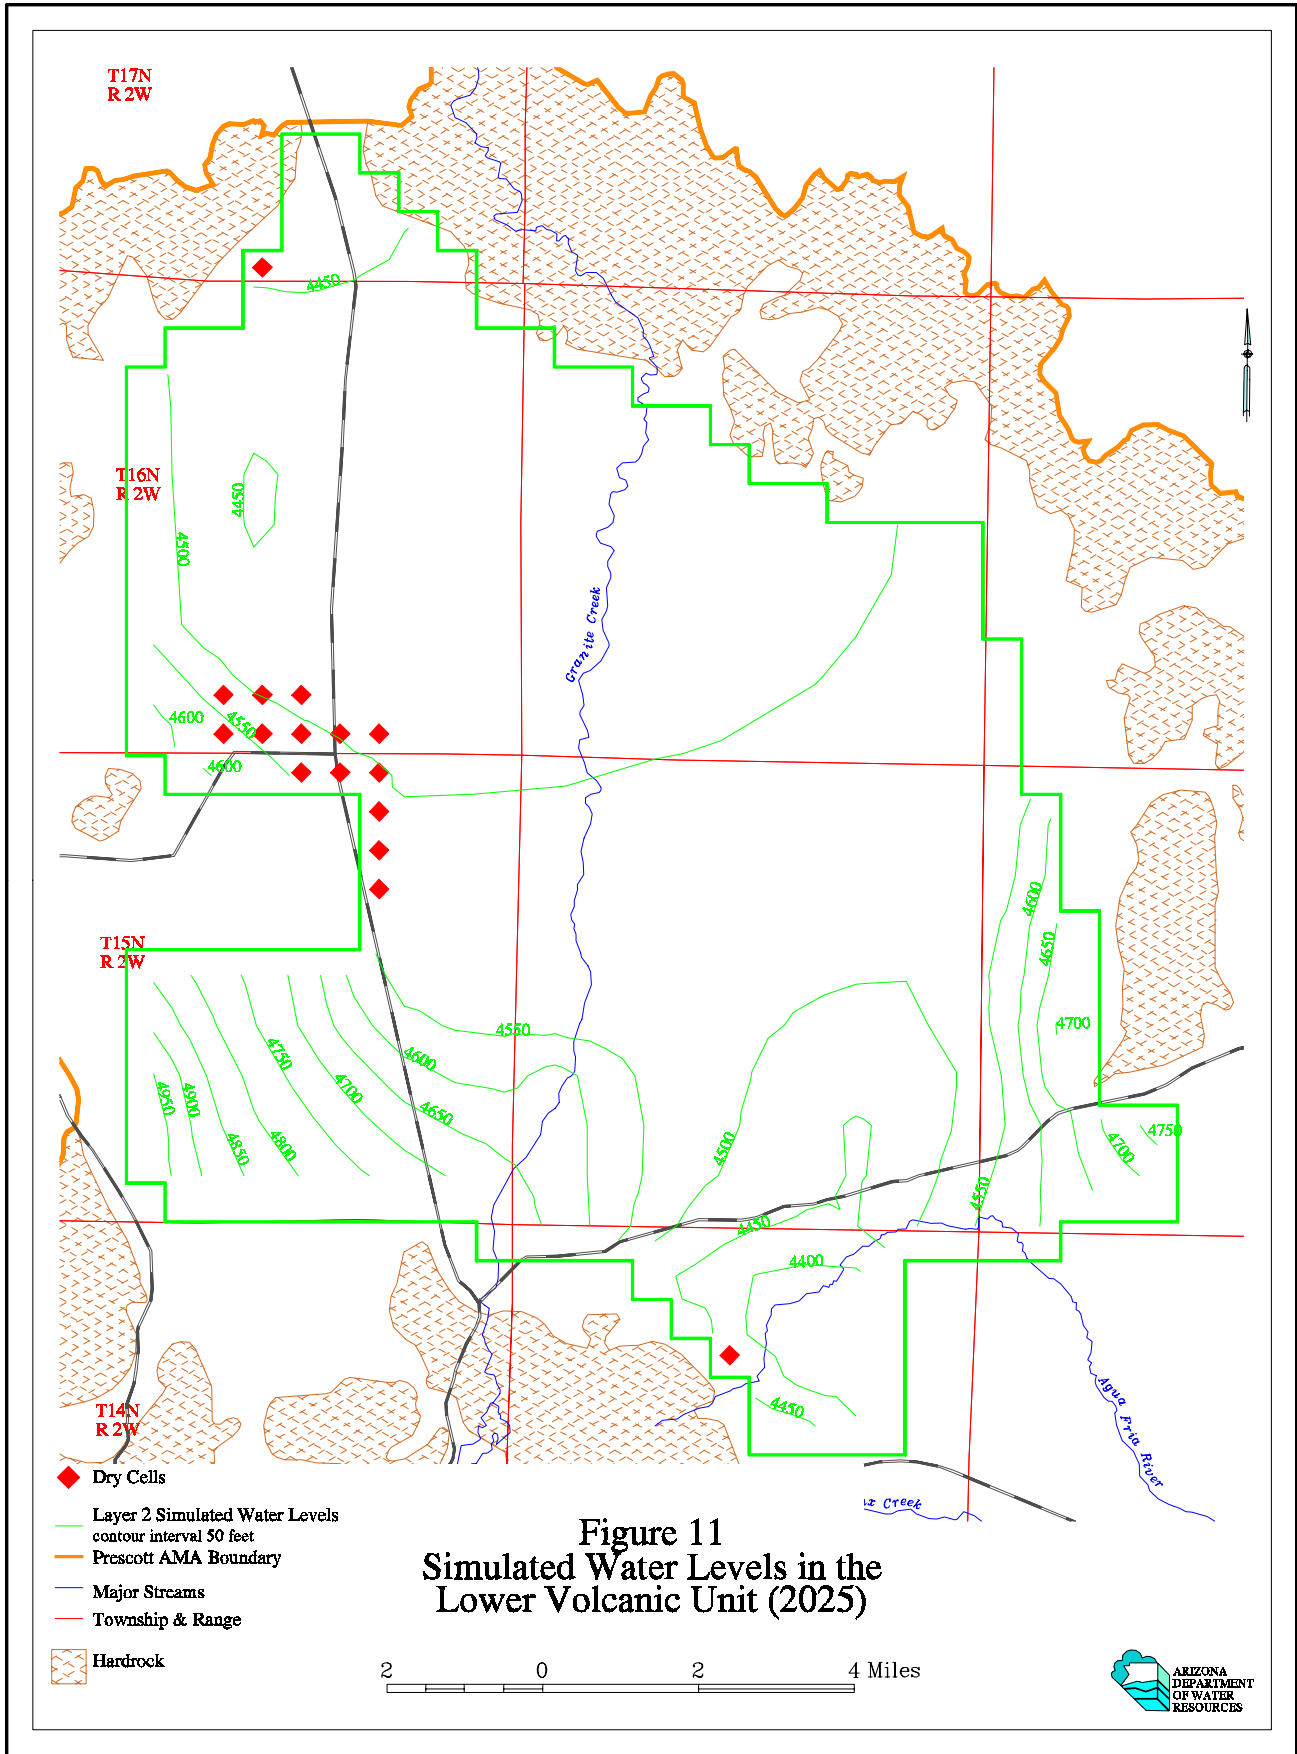 T17N
R 2W
4450
T16N
R 2W
4450
4500
Granite Creek
4600
4550
4600
4600
4650
T15N
R 2W
4700
4550
4600
4750
4700
4650
4950
4900
4850
4800
4500
4700
4750
4550
4450
4400
4450
Agua Fria River
T14N
R 2W
Creek
Dry Cells
Layer 2 Simulated Water Levels
contour interval 50 feet
Prescott AMA Boundary
Major Streams
Township & Range
Hardrock
Figure 11
Simulated Water Levels in the
Lower Volcanic Unit (2025)
2 0 2 4 Miles
ARIZONA
DEPARTMENT
OF WATER
RESOURCES